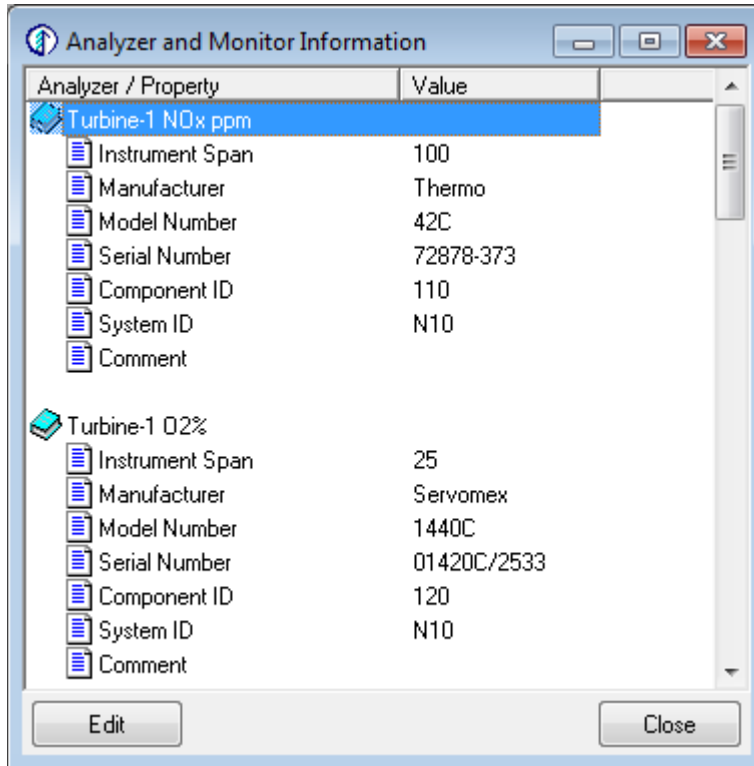 Analyzer and Monitor Information
Analyzer / Property Value
Turbine-1 NOx ppm
Instrument Span 100
Manufacturer Thermo
Model Number 42C
Serial Number 72878-373
Component ID 110
System ID N10
Comment
Turbine-1 O2%
Instrument Span 25
Manufacturer Servomex
Model Number 1440C
Serial Number 01420C/2533
Component ID 120
System ID N10
Comment
Edit Close